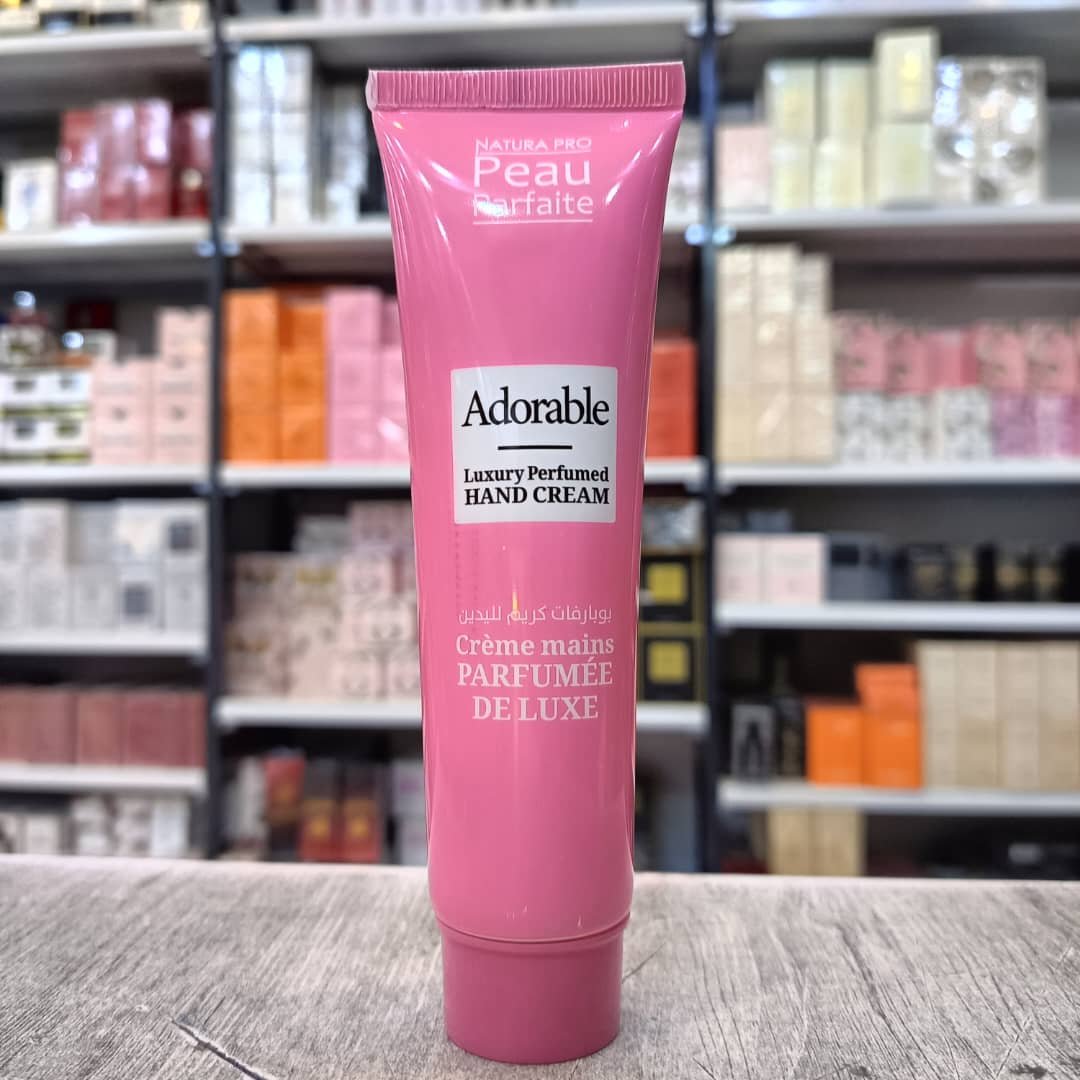 NATURA PRO
Peau
Parfaite
Adorable
Luxury Perfumed
HAND CREAM
بوبارفات كريم لليدين
Crème mains
PARFUMÉE
DE LUXE